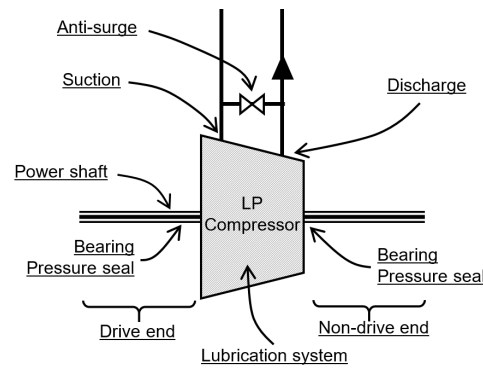 Anti-surge
Suction
Discharge
Power shaft
LP
Compressor
Bearing
Pressure seal
Bearing
Pressure seal
Drive end
Non-drive end
Lubrication system